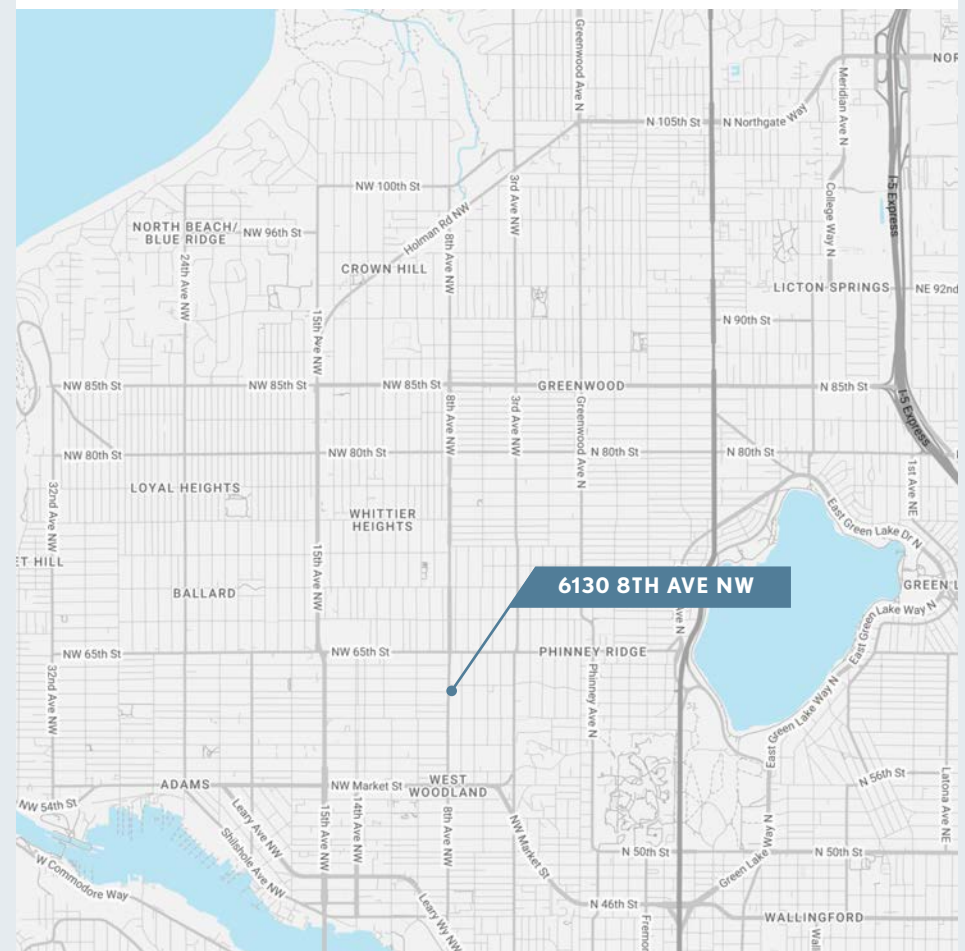 Greenwood Ave N
NOR
Meridian Ave N
N 105th St
N Northgate Way
I-5 Express
NW 100th St
3rd Ave NW
College Way N
NORTH BEACH/
BLUE RIDGE
NW 96th St
Holman Rd NW
8th Ave NW
24th Ave NW
CROWN HILL
LICTON SPRINGS
NE 92nd
15th Ave NW
N 90th St
NW 85th St
NW 85th St
NW 85th St
GREENWOOD
N 85th St
I-5 Express
8th Ave NW
3rd Ave NW
Greenwood Ave N
NW 80th St
NW 80th St
N 80th St
N 80th St
1st Ave NE
32nd Ave NW
LOYAL HEIGHTS
WHITTIER
HEIGHTS
East Green Lake Dr N
15th Ave NW
ET HILL
6130 8TH AVE NW
BALLARD
GREEN L
Ave N
East Green Lake Way N
NW 65th St
NW 65th St
PHINNEY RIDGE
32nd Ave NW
Phinney Ave N
East Green Lake Way N
ADAMS
NW Market St
WEST
WOODLAND
N 56th St
Latona Ave NE
NW 54th St
Leary Ave NW
15th Ave NW
14th Ave NW
8th Ave NW
NW Market St
Shilshole Ave NW
N 50th St
N 50th St
W Commodore Way
Green Lake Way N
Leary Wy NW
N 46th St
Fremo
WALLINGFORD
Wall